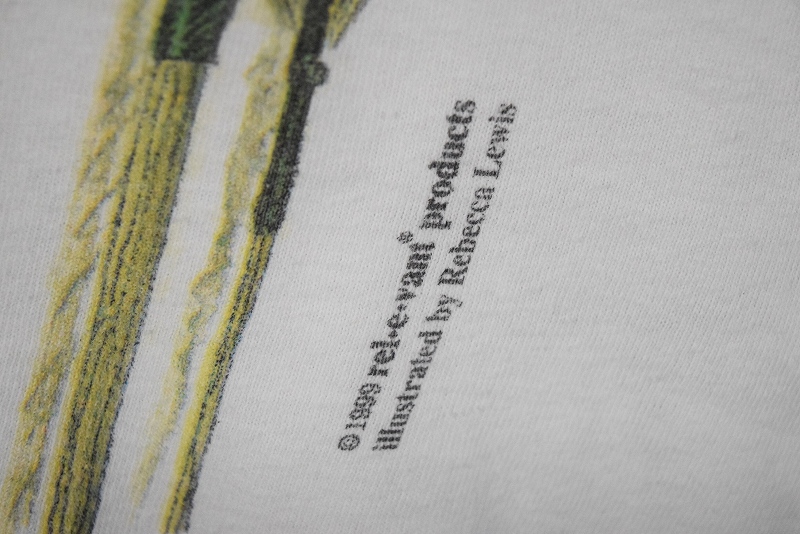 ©1999 rel•e•vant® products
illustrated by Rebecca Lewis